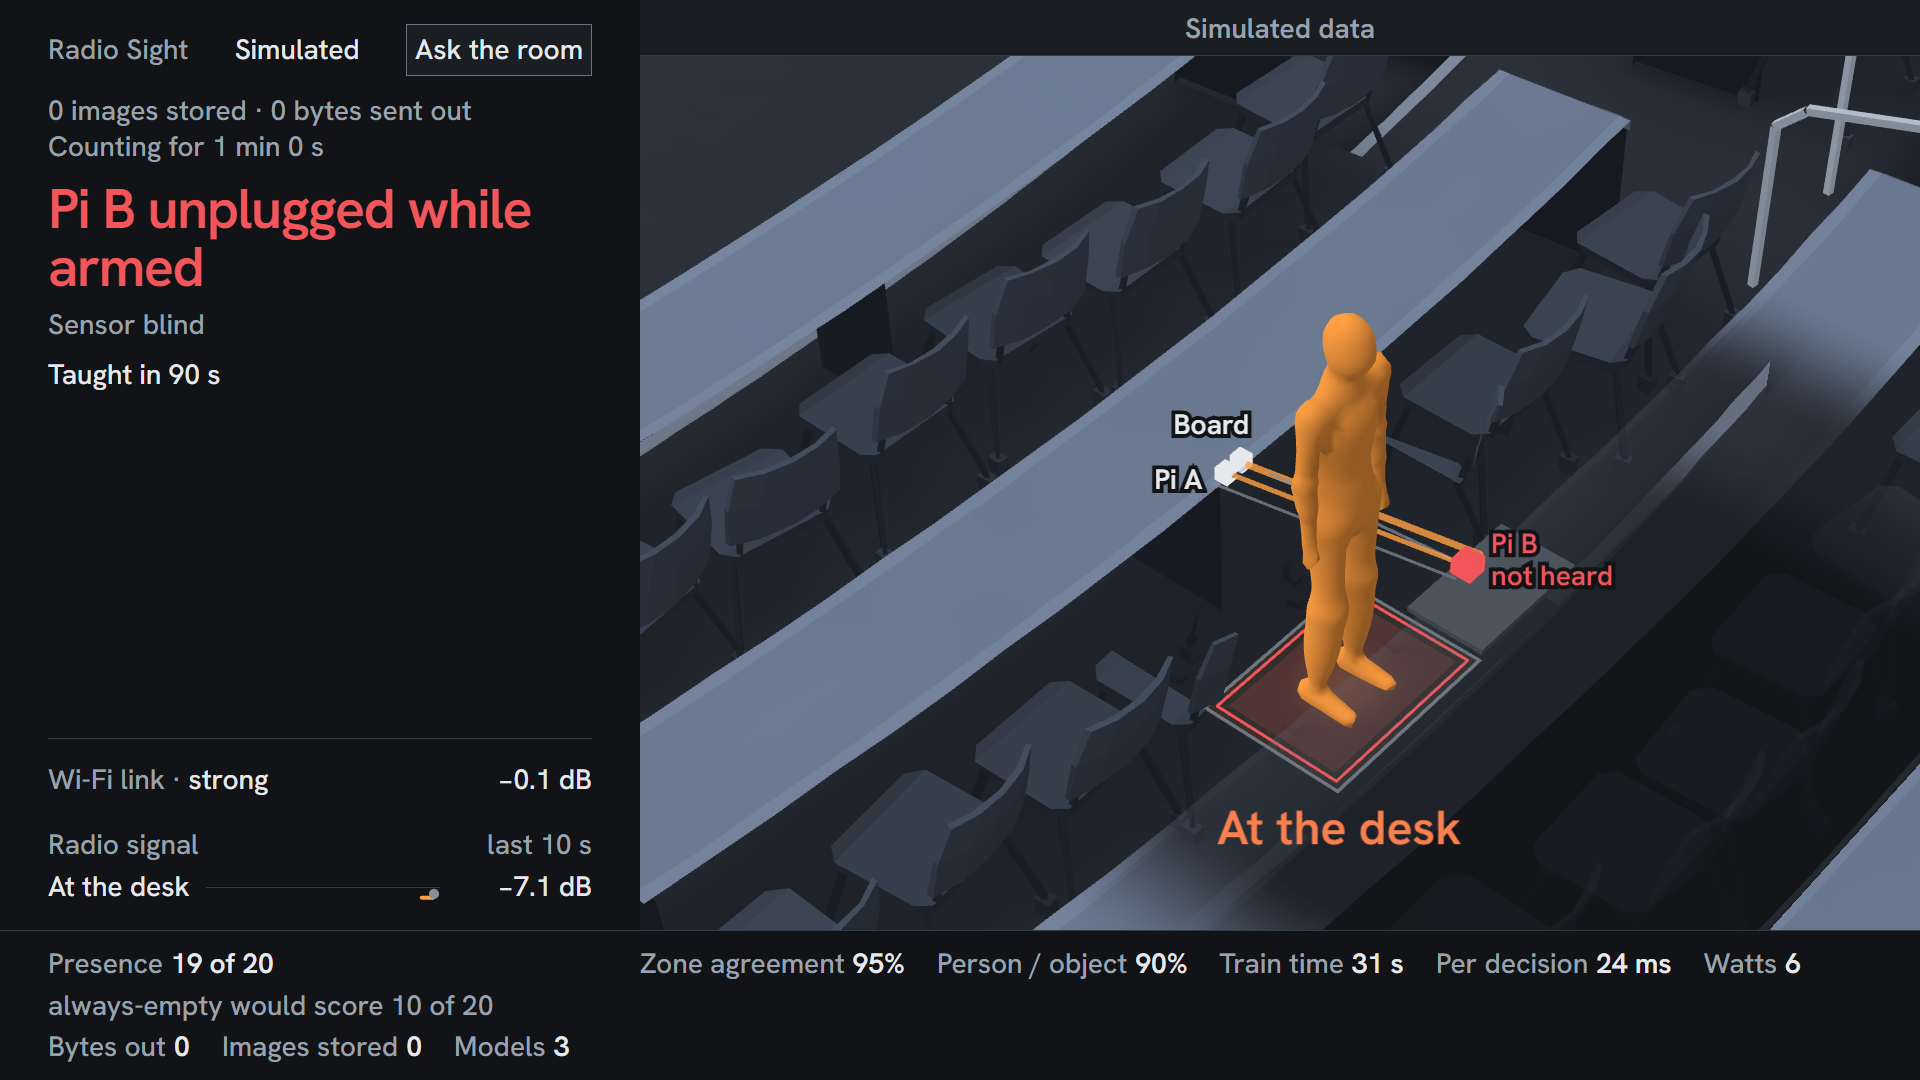 Radio Sight Simulated Ask the room
0 images stored · 0 bytes sent out
Counting for 1 min 0 s
Pi B unplugged while
armed
Sensor blind
Taught in 90 s
Wi-Fi link · strong −0.1 dB
Radio signal last 10 s
At the desk −7.1 dB
Simulated data
Board
Pi A
Pi B
not heard
At the desk
Presence 19 of 20
always-empty would score 10 of 20
Bytes out 0 Images stored 0 Models 3
Zone agreement 95% Person / object 90% Train time 31 s Per decision 24 ms Watts 6